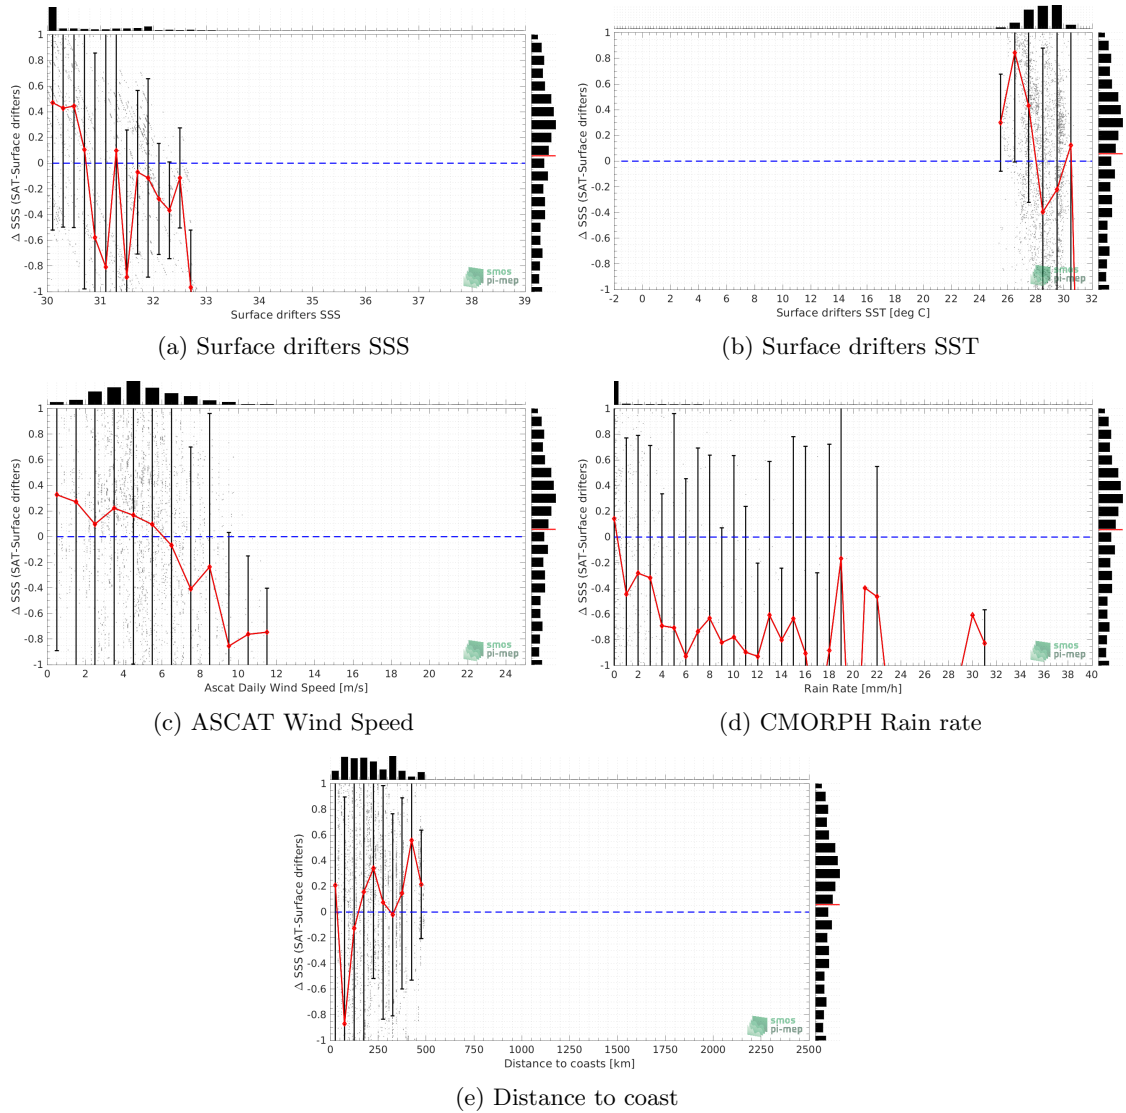 1
0.8
0.6
0.4
0.2
0
-0.2
-0.4
-0.6
-0.8
-1
Δ SSS (SAT-Surface drifters)
30 31 32 33 34 35 36 37 38 39
Surface drifters SSS
smos
pi-mep
(a) Surface drifters SSS
1
0.8
0.6
0.4
0.2
0
-0.2
-0.4
-0.6
-0.8
-1
Δ SSS (SAT-Surface drifters)
-2 0 2 4 6 8 10 12 14 16 18 20 22 24 26 28 30 32
Surface drifters SST [deg C]
smos
pi-mep
(b) Surface drifters SST
1
0.8
0.6
0.4
0.2
0
-0.2
-0.4
-0.6
-0.8
-1
Δ SSS (SAT-Surface drifters)
0 2 4 6 8 10 12 14 16 18 20 22 24
Ascat Daily Wind Speed [m/s]
smos
pi-mep
(c) ASCAT Wind Speed
1
0.8
0.6
0.4
0.2
0
-0.2
-0.4
-0.6
-0.8
-1
Δ SSS (SAT-Surface drifters)
0 2 4 6 8 10 12 14 16 18 20 22 24 26 28 30 32 34 36 38 40
Rain Rate [mm/h]
smos
pi-mep
(d) CMORPH Rain rate
1
0.8
0.6
0.4
0.2
0
-0.2
-0.4
-0.6
-0.8
-1
Δ SSS (SAT-Surface drifters)
0 250 500 750 1000 1250 1500 1750 2000 2250 2500
Distance to coasts [km]
smos
pi-mep
(e) Distance to coast